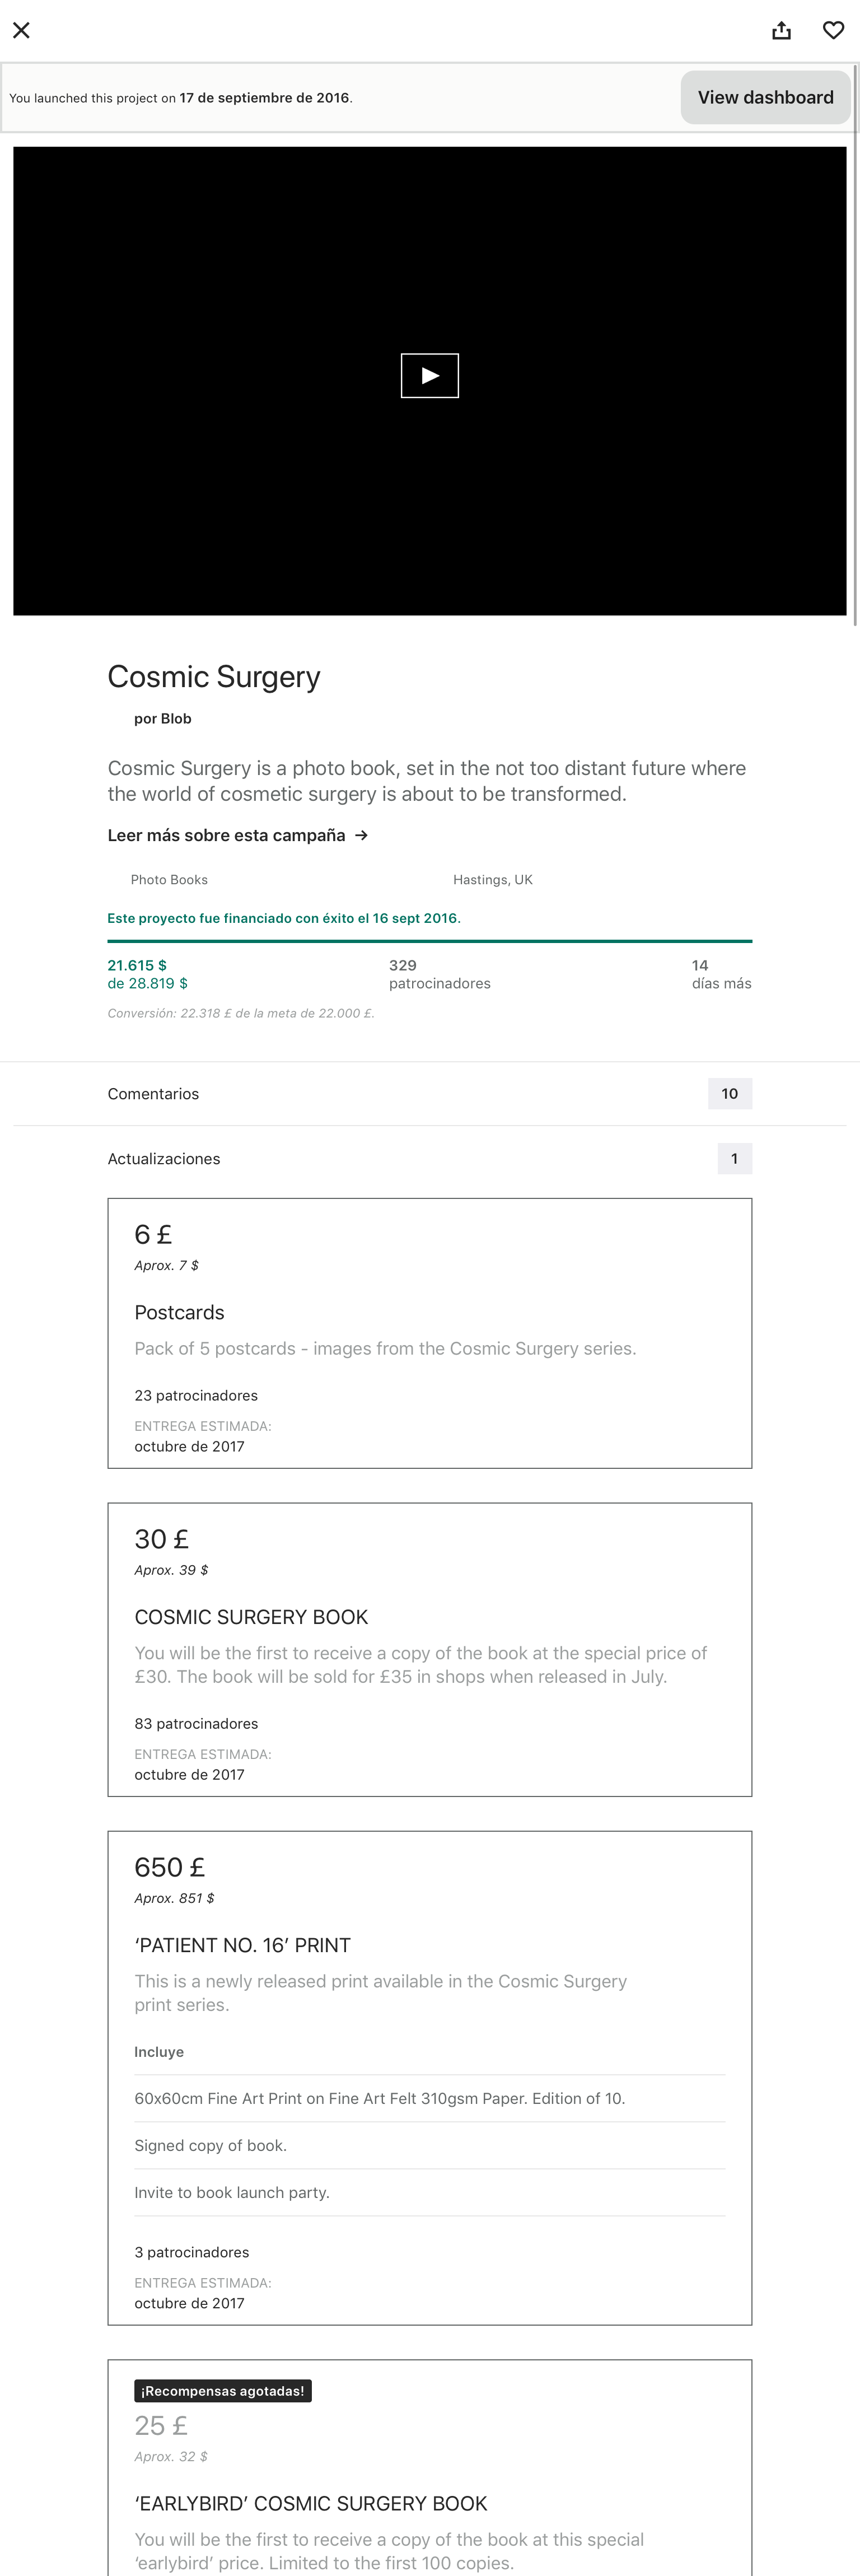 You launched this project on 17 de septiembre de 2016.
View dashboard
Cosmic Surgery
por Blob
Cosmic Surgery is a photo book, set in the not too distant future where
the world of cosmetic surgery is about to be transformed.
Leer más sobre esta campaña →
Photo Books
Hastings, UK
Este proyecto fue financiado con éxito el 16 sept 2016.
21.615 $
de 28.819 $
329
patrocinadores
14
días más
Conversión: 22.318 £ de la meta de 22.000 £.
Comentarios
10
Actualizaciones
1
6 £
Aprox. 7 $
Postcards
Pack of 5 postcards - images from the Cosmic Surgery series.
23 patrocinadores
ENTREGA ESTIMADA:
octubre de 2017
30 £
Aprox. 39 $
COSMIC SURGERY BOOK
You will be the first to receive a copy of the book at the special price of
£30. The book will be sold for £35 in shops when released in July.
83 patrocinadores
ENTREGA ESTIMADA:
octubre de 2017
650 £
Aprox. 851 $
‘PATIENT NO. 16’ PRINT
This is a newly released print available in the Cosmic Surgery
print series.
Incluye
60x60cm Fine Art Print on Fine Art Felt 310gsm Paper. Edition of 10.
Signed copy of book.
Invite to book launch party.
3 patrocinadores
ENTREGA ESTIMADA:
octubre de 2017
¡Recompensas agotadas!
25 £
Aprox. 32 $
‘EARLYBIRD’ COSMIC SURGERY BOOK
You will be the first to receive a copy of the book at this special
‘earlybird’ price. Limited to the first 100 copies.